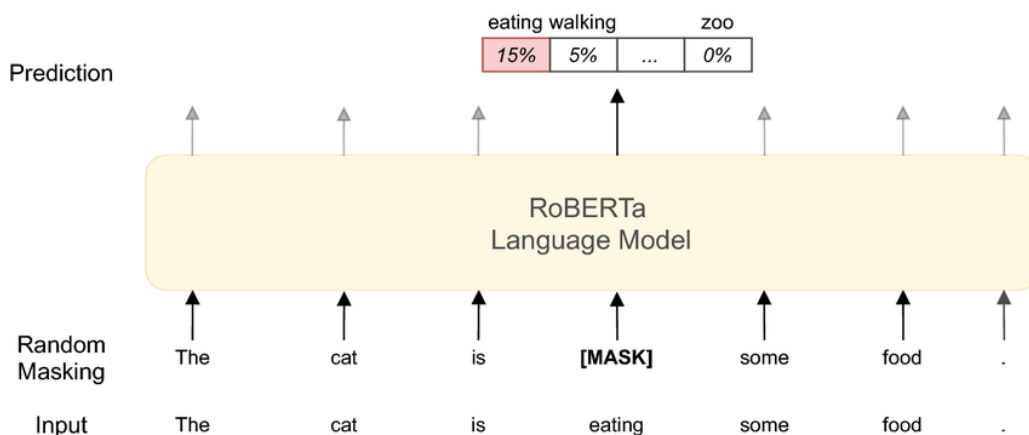 eating walking zoo
15% 5% ... 0%
Prediction
RoBERTa
Language Model
Random
Masking
The cat is [MASK] some food .
Input The cat is eating some food .